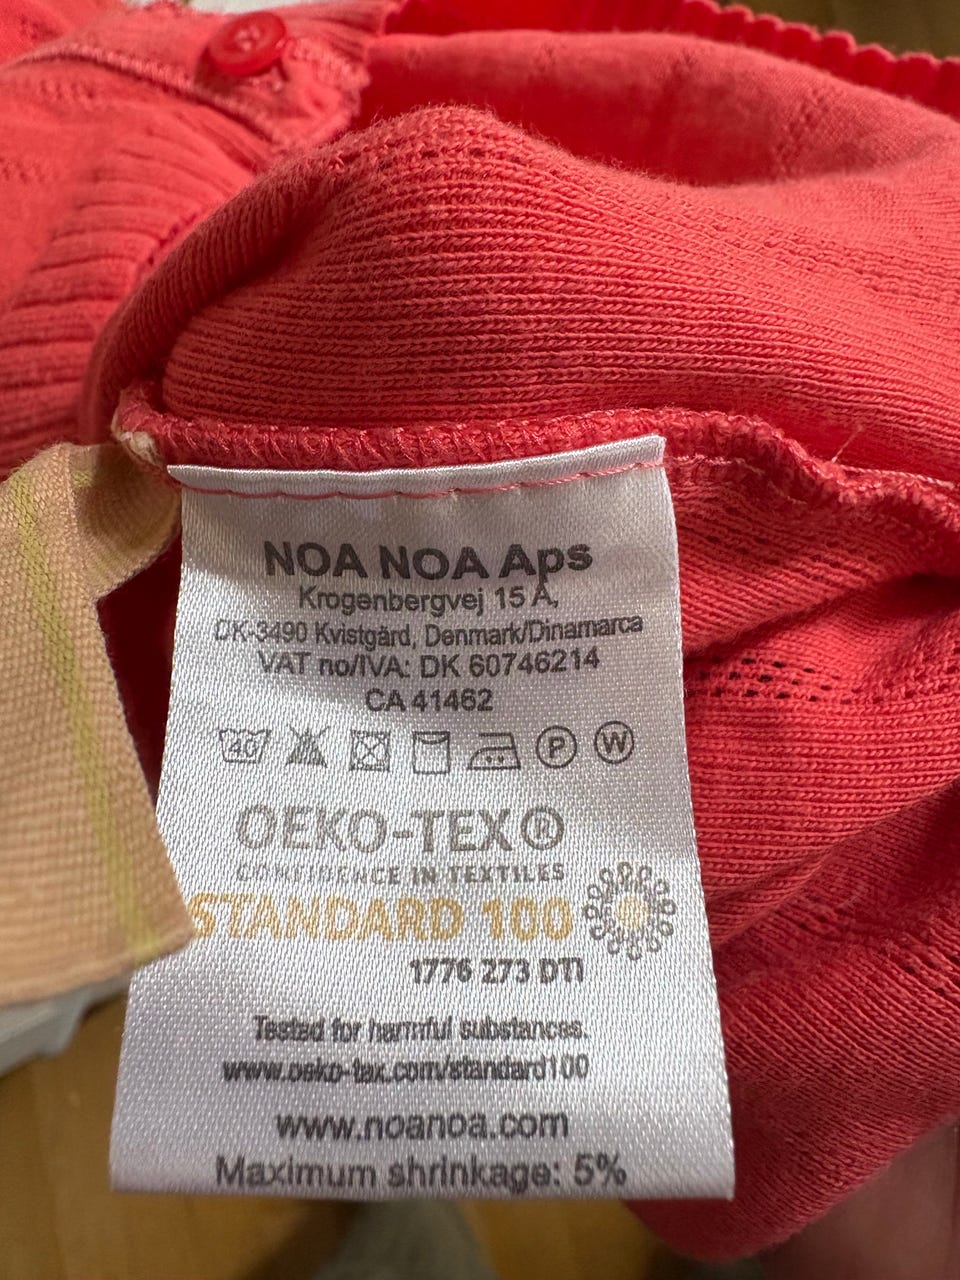 NOA NOA Aps
Krogenbergvej 15 A,
DK-3490 Kvistgård, Denmark/Dinamarca
VAT no/IVA: DK 60746214
CA 41462
40 P W
OEKO-TEX®
CONFIDENCE IN TEXTILES
STANDARD 100
1776 273 DTI
Tested for harmful substances.
www.oeko-tax.com/standard100
www.noanoa.com
Maximum shrinkage: 5%